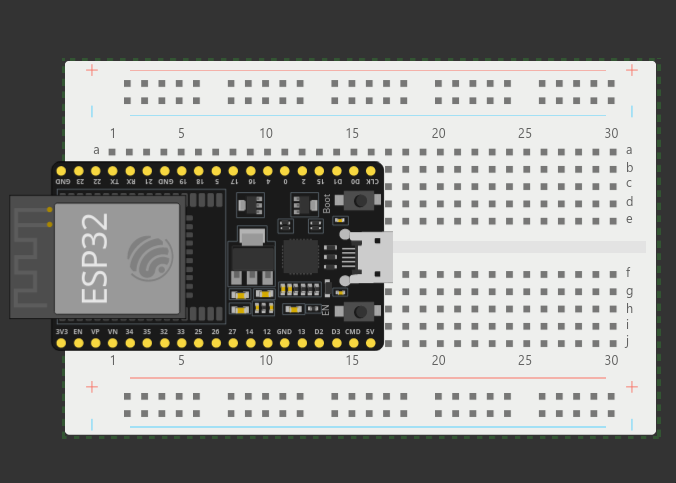 + +
1 5 10 15 20 25 30
a a
b
GND 23 22 TX RX 21 GND 19 18 5 17 16 4 0 2 15 D1 D0 CLK
c
Boot
d
e
ESP32
f
g
EN
h
3V3 EN VP VN 34 35 32 33 25 26 27 14 12 GND 13 D2 D3 CMD 5V
i
j
1 5 10 15 20 25 30
+ +